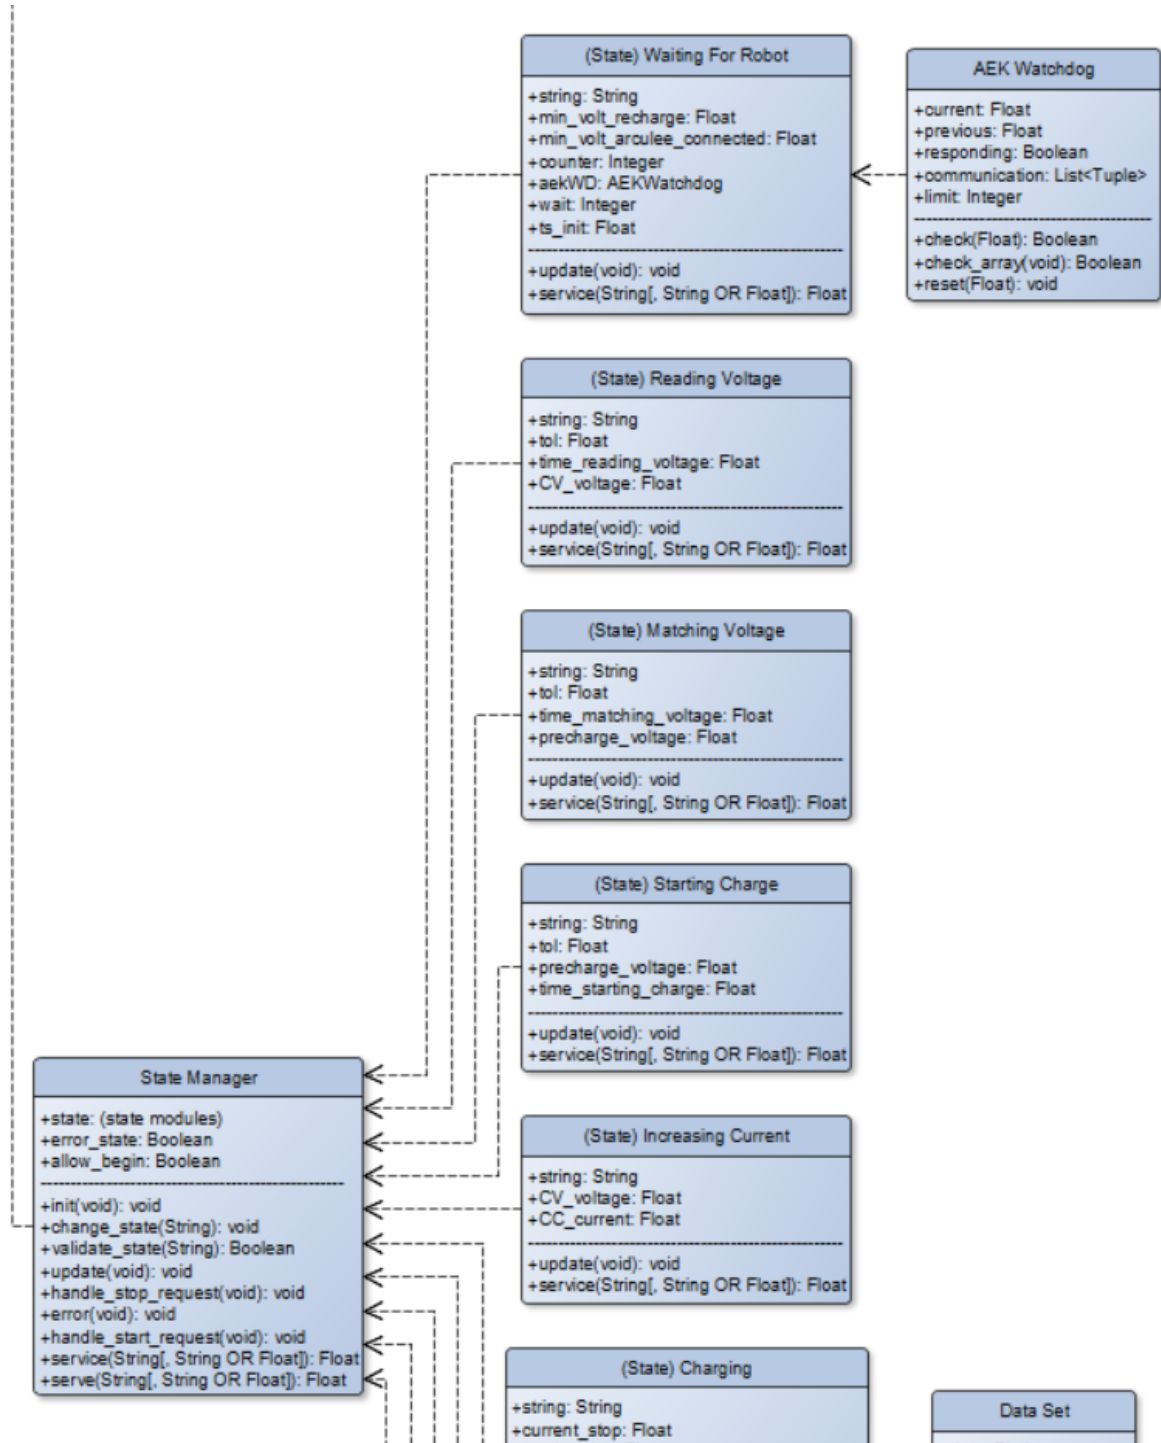 (State) Waiting For Robot
+string: String
+min_volt_recharge: Float
+min_volt_arculee_connected: Float
+counter: Integer
+aekWD: AEKWatchdog
+wait: Integer
+ts_init: Float
+update(void): void
+service(String[, String OR Float]): Float
AEK Watchdog
+current: Float
+previous: Float
+responding: Boolean
+communication: List<Tuple>
+limit: Integer
+check(Float): Boolean
+check_array(void): Boolean
+reset(Float): void
(State) Reading Voltage
+string: String
+tol: Float
+time_reading_voltage: Float
+CV_voltage: Float
+update(void): void
+service(String[, String OR Float]): Float
(State) Matching Voltage
+string: String
+tol: Float
+time_matching_voltage: Float
+precharge_voltage: Float
+update(void): void
+service(String[, String OR Float]): Float
(State) Starting Charge
+string: String
+tol: Float
+precharge_voltage: Float
+time_starting_charge: Float
+update(void): void
+service(String[, String OR Float]): Float
State Manager
+state: (state modules)
+error_state: Boolean
+allow_begin: Boolean
+init(void): void
+change_state(String): void
+validate_state(String): Boolean
+update(void): void
+handle_stop_request(void): void
+error(void): void
+handle_start_request(void): void
+service(String[, String OR Float]): Float
+serve(String[, String OR Float]): Float
(State) Increasing Current
+string: String
+CV_voltage: Float
+CC_current: Float
+update(void): void
+service(String[, String OR Float]): Float
(State) Charging
+string: String
+current_stop: Float
Data Set